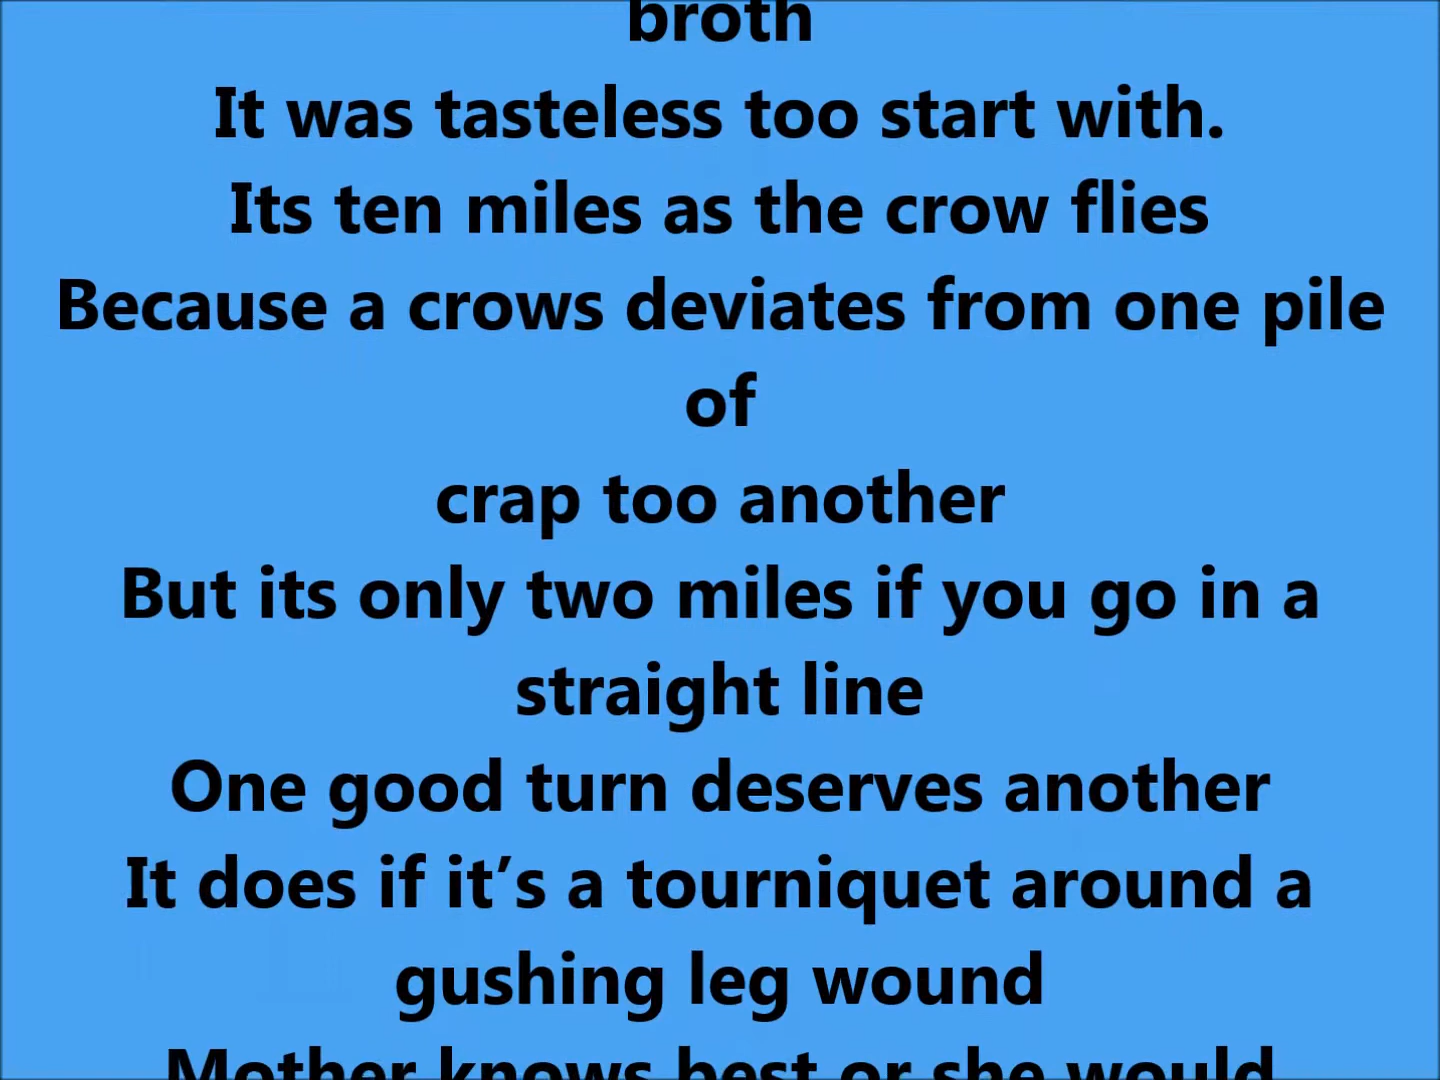 broth
It was tasteless too start with.
Its ten miles as the crow flies
Because a crows deviates from one pile
of
crap too another
But its only two miles if you go in a
straight line
One good turn deserves another
It does if it’s a tourniquet around a
gushing leg wound
Mother knows best or she would